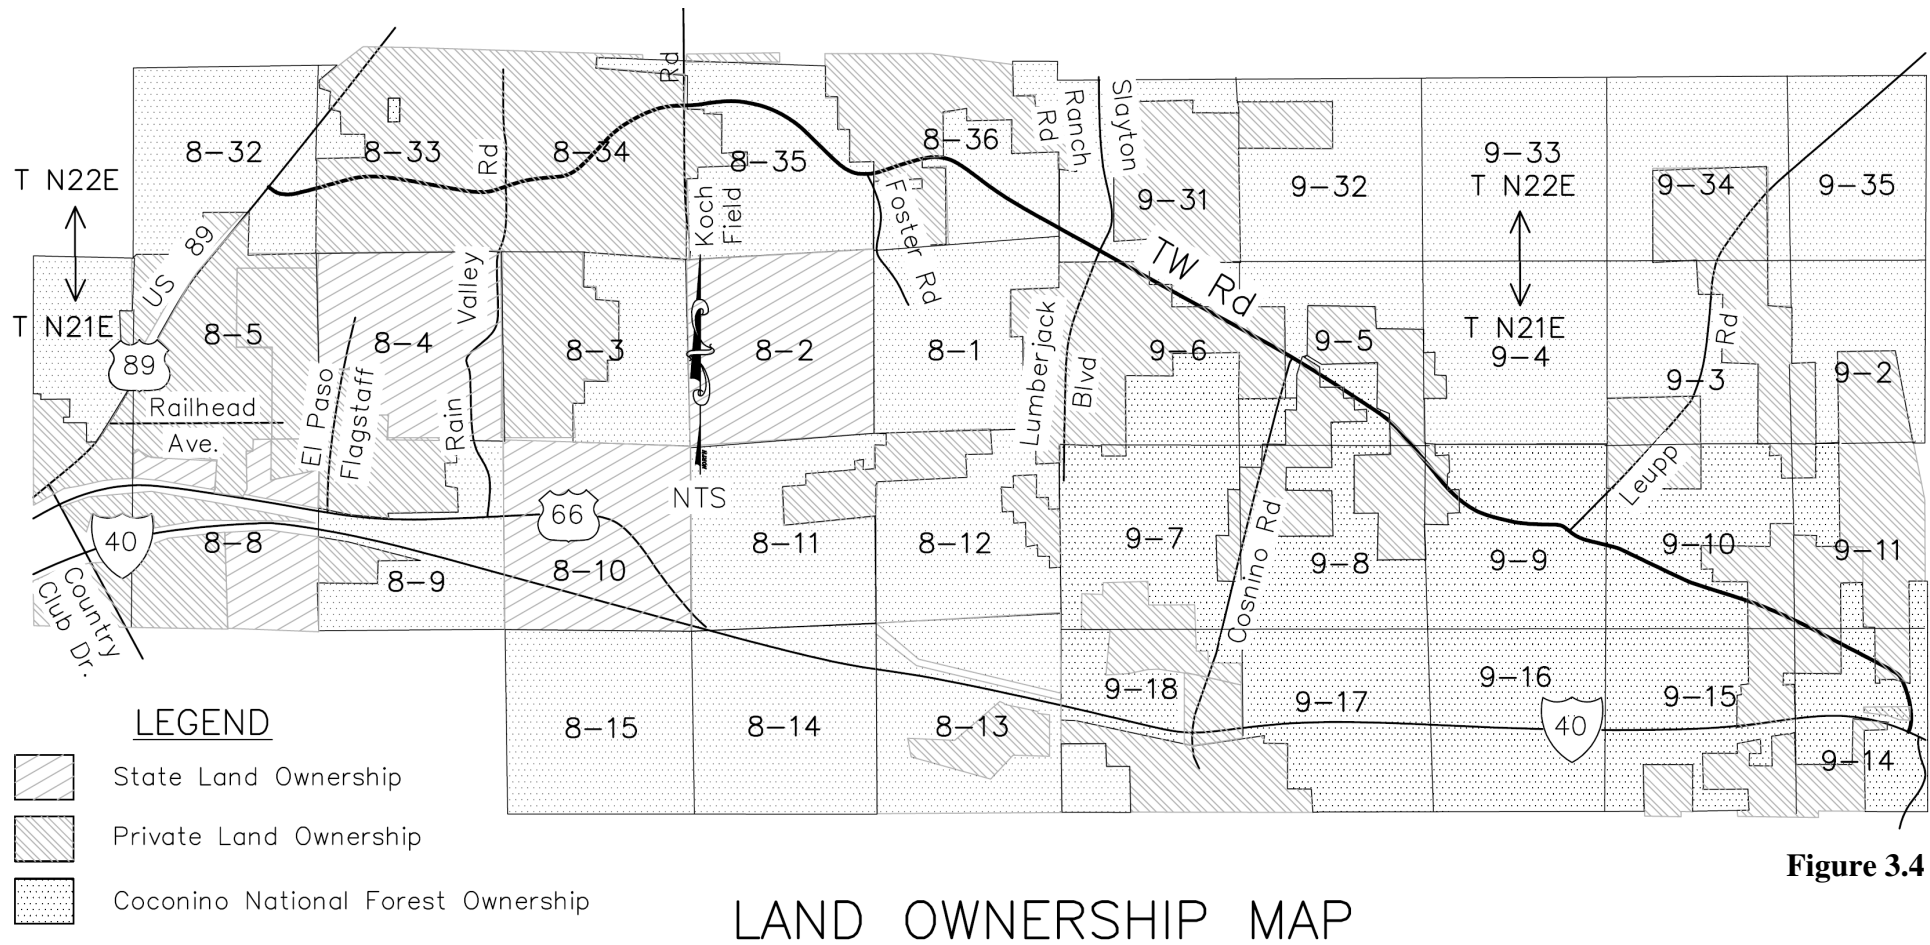 Rd
Slayton
Ranch,
Rd
8-32
8-33
Rd
8-34
8-35
8-36
9-33
T N22E
T N22E
9-31
9-32
9-34
9-35
Koch
Field
Foster Rd
US 89
Valley
TW Rd
T N21E
T N21E
8-5
8-4
8-3
8-2
8-1
9-6
9-5
9-4
9-3
Rd
9-2
89
Railhead
Ave.
El Paso
Flagstaff
Rain
Lumberjack
Blvd
Leupp
NTS
66
40
8-8
8-9
8-10
8-11
8-12
9-7
Cosnino Rd
9-8
9-9
9-10
9-11
Country
Club Dr.
8-15
8-14
8-13
9-18
9-17
9-16
9-15
40
9-14
LEGEND
State Land Ownership
Private Land Ownership
Coconino National Forest Ownership
Figure 3.4
LAND OWNERSHIP MAP